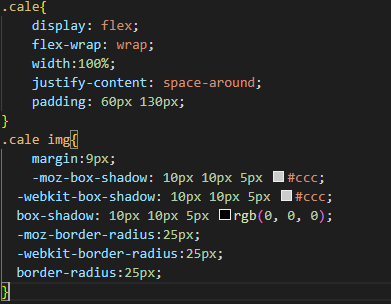 .cale{
display: flex;
flex-wrap: wrap;
width:100%;
justify-content: space-around;
padding: 60px 130px;
}
.cale img{
margin:9px;
-moz-box-shadow: 10px 10px 5px #ccc;
-webkit-box-shadow: 10px 10px 5px #ccc;
box-shadow: 10px 10px 5px rgb(0, 0, 0);
-moz-border-radius:25px;
-webkit-border-radius:25px;
border-radius:25px;
}